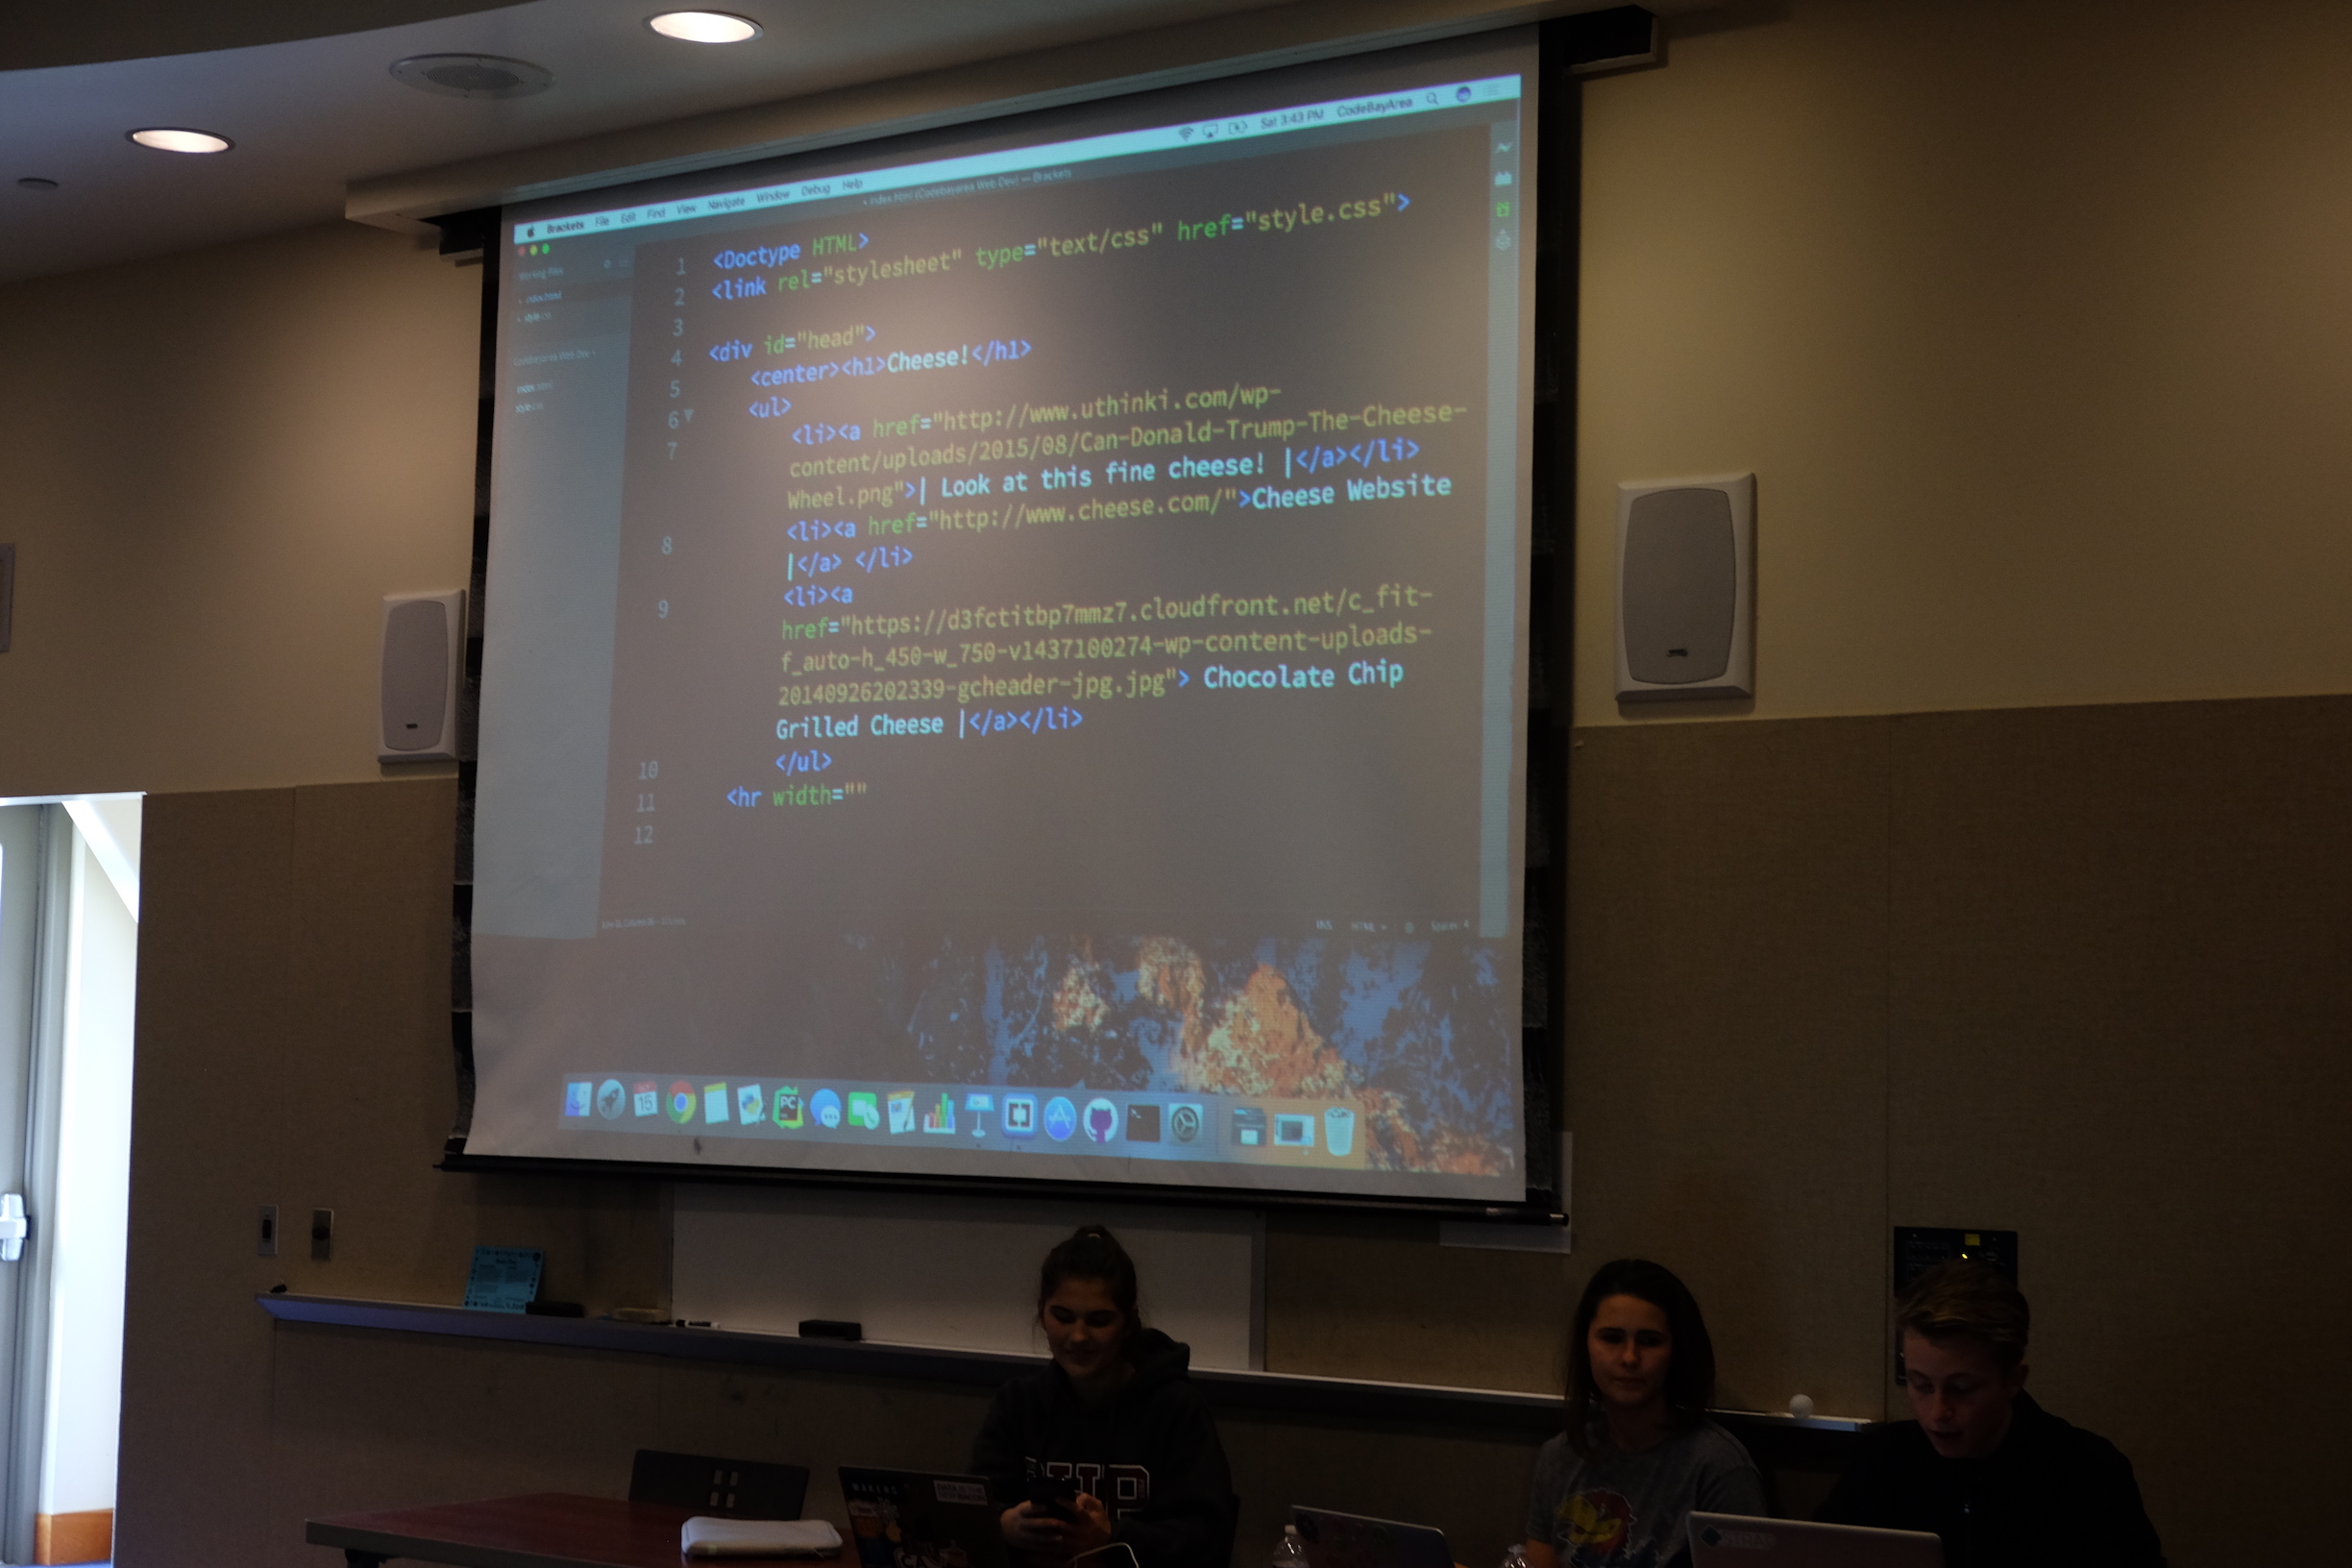 Brackets File Edit Find View Navigate Window Debug Help
Sat 3:43 PM CodeBayArea
index.html (Codebayarea Web Dev) — Brackets
Working Files
index.html
style.css
Codebayarea Web Dev
index.html
style.css
1 <Doctype HTML>
2 <link rel="stylesheet" type="text/css" href="style.css">
3
4 <div id="head">
5 <center><h1>Cheese!</h1>
6 <ul>
7 <li><a href="http://www.uthinki.com/wp-
content/uploads/2015/08/Can-Donald-Trump-The-Cheese-
Wheel.png">| Look at this fine cheese! |</a></li>
8 <li><a href="http://www.cheese.com/">Cheese Website
|</a> </li>
9 <li><a
href="https://d3fctitbp7mmz7.cloudfront.net/c_fit-
f_auto-h_450-w_750-v1437100274-wp-content-uploads-
20140926202339-gcheader-jpg.jpg"> Chocolate Chip
Grilled Cheese |</a></li>
10 </ul>
11 <hr width=""
12
INS HTML Spaces: 4
15
PC